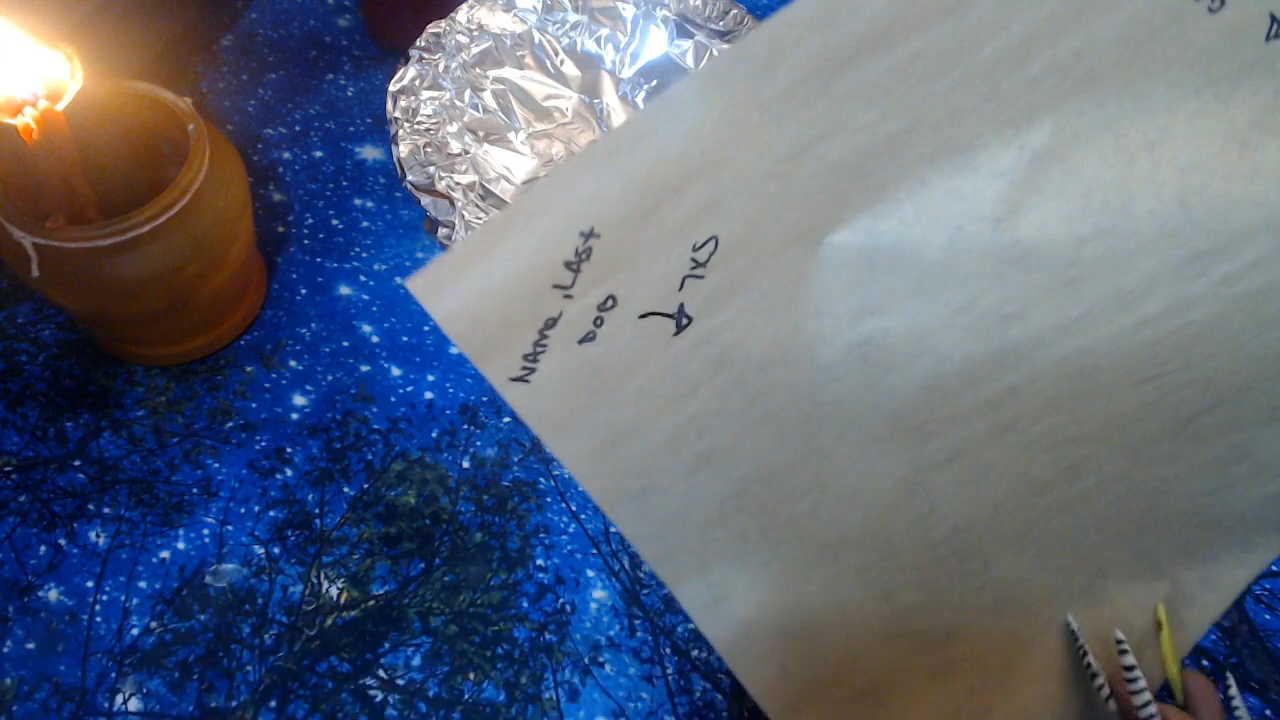 NAMe, LAST
DOB
↳ 7XS